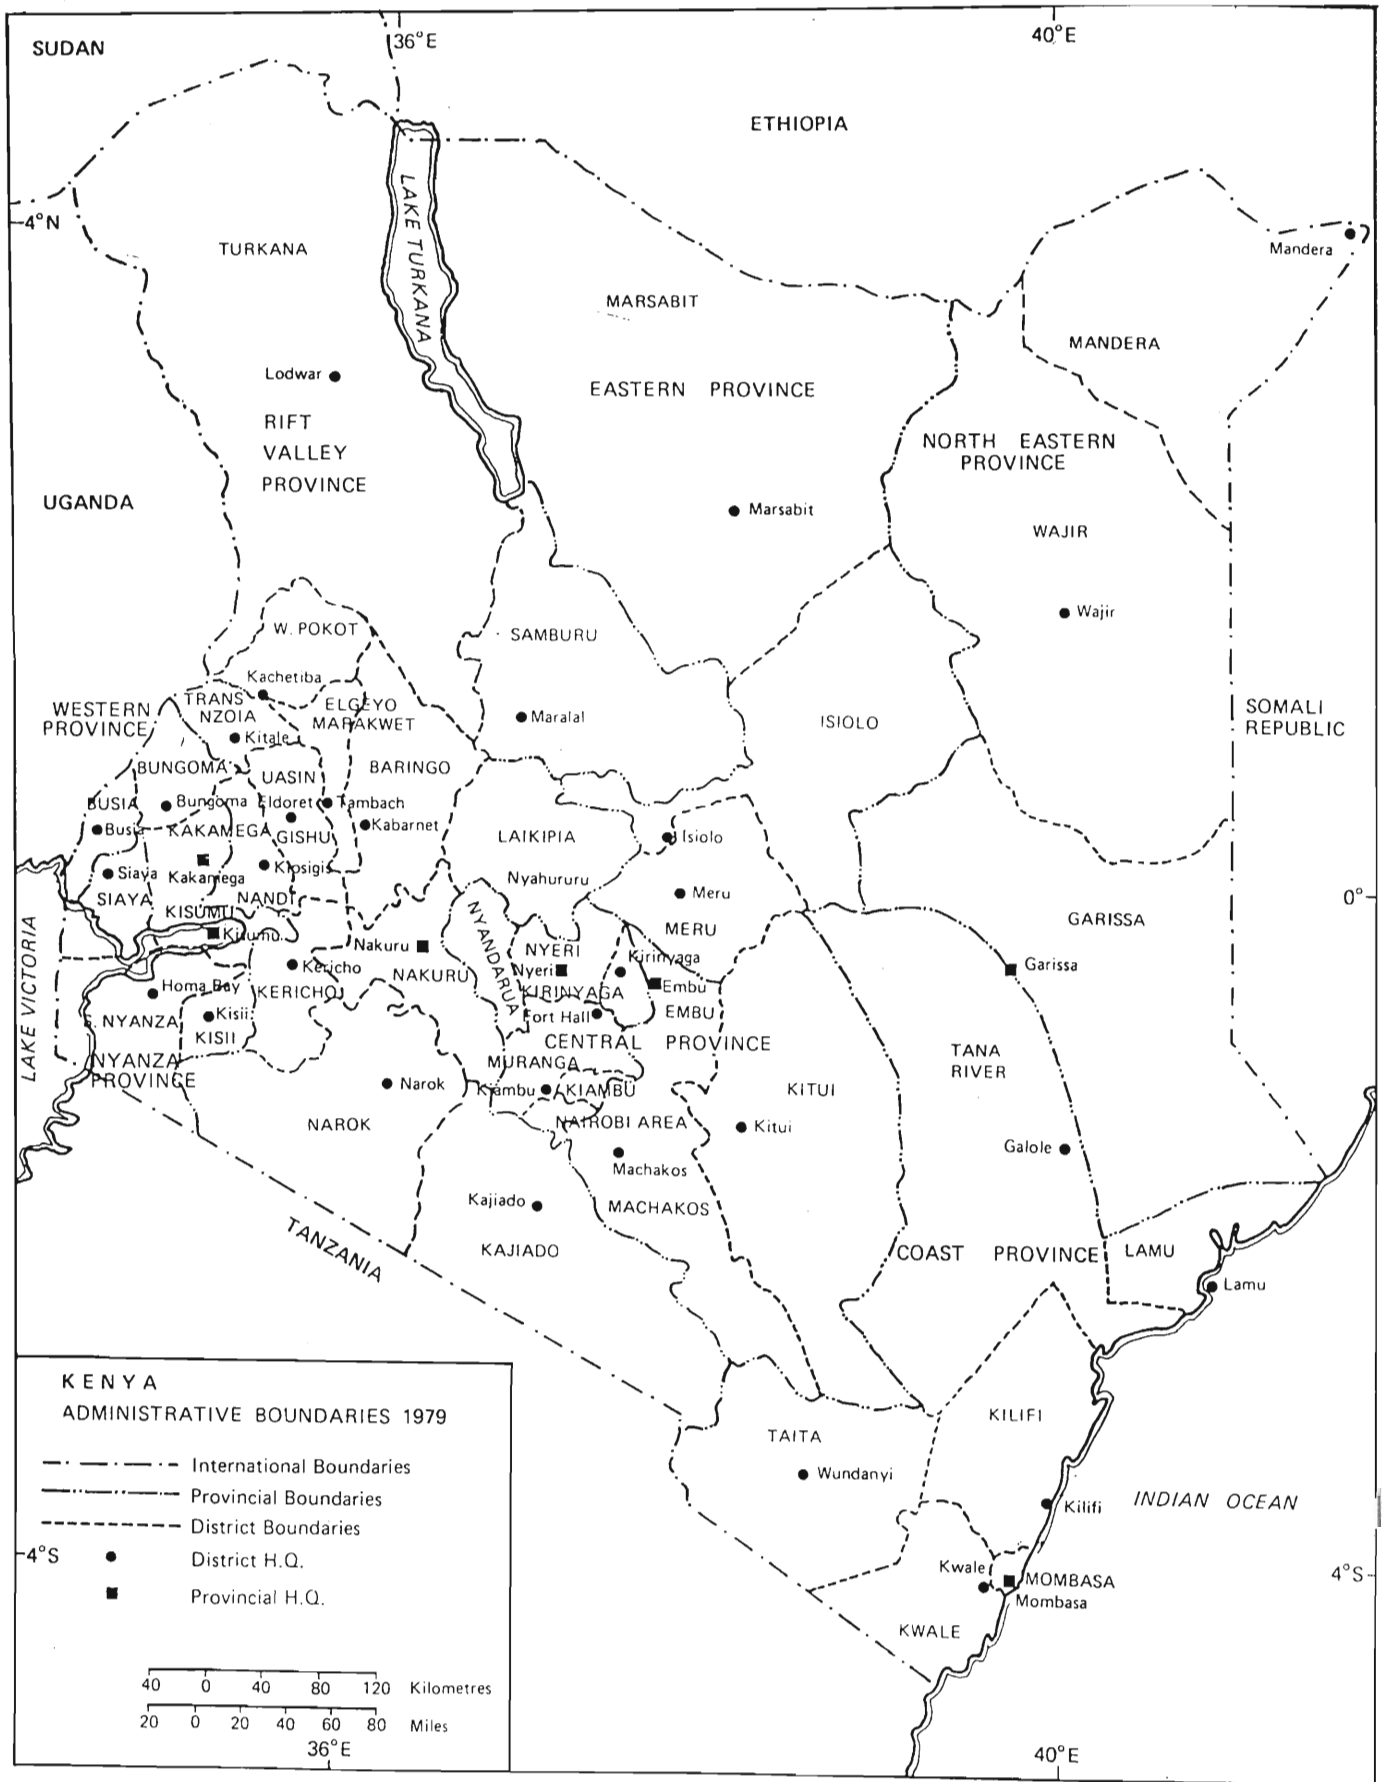 36°E
40°E
SUDAN
ETHIOPIA
4°N
TURKANA
LAKE TURKANA
Mandera
MARSABIT
MANDERA
Lodwar
EASTERN PROVINCE
RIFT
VALLEY
PROVINCE
NORTH EASTERN
PROVINCE
UGANDA
Marsabit
WAJIR
Wajir
W. POKOT
SAMBURU
Kachetiba
WESTERN
PROVINCE
TRANS
NZOIA
ELGEYO
MARAKWET
Maralal
ISIOLO
SOMALI
REPUBLIC
Kitale
BUNGOMA
UASIN
BARINGO
BUSIA
Bungoma
Eldoret
Tambach
Busia
KAKAMEGA
GISHU
Kabarnet
LAIKIPIA
Isiolo
Siaya
Kakamega
Kposigis
Nyahururu
Meru
0°
SIAYA
NANDI
KISUMU
NYANDARUA
MERU
GARISSA
LAKE VICTORIA
Kisumu
Nakuru
NYERI
Kirinyaga
Kericho
NAKURU
Nyeri
Garissa
Homa Bay
KERICHO
KIRINYAGA
Embu
S. NYANZA
Kisii
Fort Hall
EMBU
KISII
CENTRAL PROVINCE
TANA
RIVER
NYANZA
PROVINCE
MURANGA
Narok
Kiambu
KIAMBU
KITUI
NAROK
NAIROBI AREA
Kitui
Galole
Machakos
Kajiado
MACHAKOS
TANZANIA
KAJIADO
COAST PROVINCE
LAMU
Lamu
KENYA
ADMINISTRATIVE BOUNDARIES 1979
International Boundaries
Provincial Boundaries
District Boundaries
District H.Q.
Provincial H.Q.
40 0 40 80 120 Kilometres
20 0 20 40 60 80 Miles
KILIFI
TAITA
Wundanyi
Kilifi
INDIAN OCEAN
4°S
4°S
Kwale
MOMBASA
Mombasa
KWALE
36°E
40°E